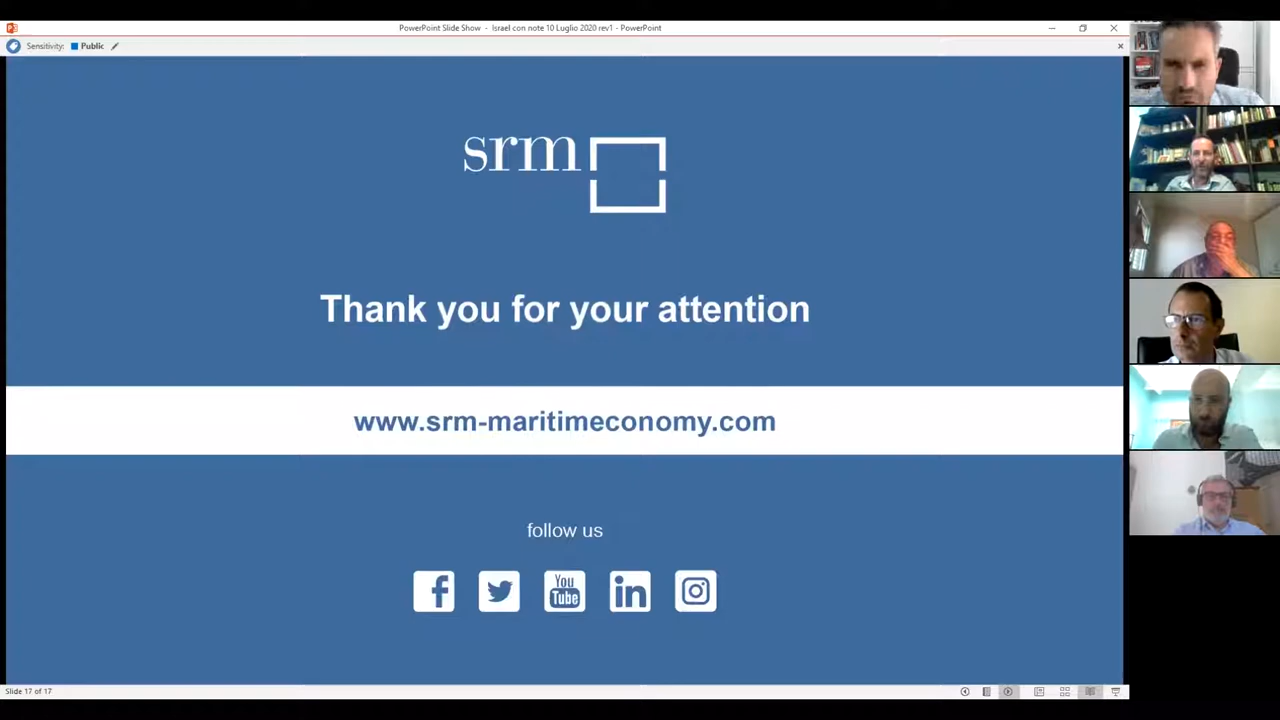 PowerPoint Slide Show - Israel con note 10 Luglio 2020 rev1 - PowerPoint
Sensitivity: Public
srm
Thank you for your attention
www.srm-maritimeconomy.com
follow us
You
Tube
in
Slide 17 of 17